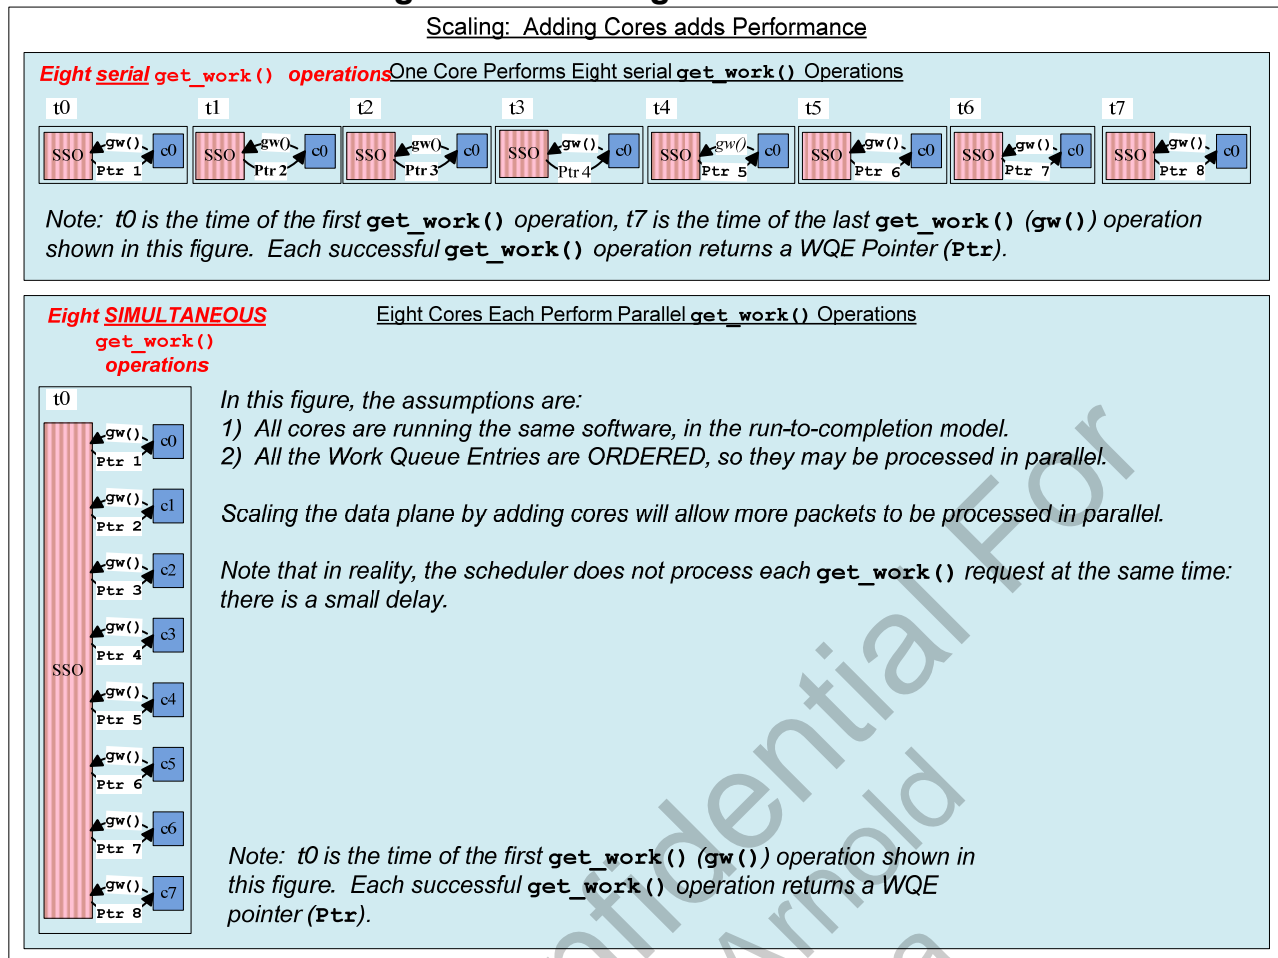 Scaling: Adding Cores adds Performance
Eight serial get_work() operations One Core Performs Eight serial get_work() Operations
t0 t1 t2 t3 t4 t5 t6 t7
SSO gw() Ptr 1 c0
SSO gw() Ptr 2 c0
SSO gw() Ptr 3 c0
SSO gw() Ptr 4 c0
SSO gw() Ptr 5 c0
SSO gw() Ptr 6 c0
SSO gw() Ptr 7 c0
SSO gw() Ptr 8 c0
Note: t0 is the time of the first get_work() operation, t7 is the time of the last get_work() (gw()) operation
shown in this figure. Each successful get_work() operation returns a WQE Pointer (Ptr).
Eight SIMULTANEOUS
get_work()
operations
Eight Cores Each Perform Parallel get_work() Operations
t0
SSO
gw() c0
Ptr 1
gw() c1
Ptr 2
gw() c2
Ptr 3
gw() c3
Ptr 4
gw() c4
Ptr 5
gw() c5
Ptr 6
gw() c6
Ptr 7
gw() c7
Ptr 8
In this figure, the assumptions are:
1) All cores are running the same software, in the run-to-completion model.
2) All the Work Queue Entries are ORDERED, so they may be processed in parallel.
Scaling the data plane by adding cores will allow more packets to be processed in parallel.
Note that in reality, the scheduler does not process each get_work() request at the same time:
there is a small delay.
Note: t0 is the time of the first get_work() (gw()) operation shown in
this figure. Each successful get_work() operation returns a WQE
pointer (Ptr).
nfidential For
Arnold